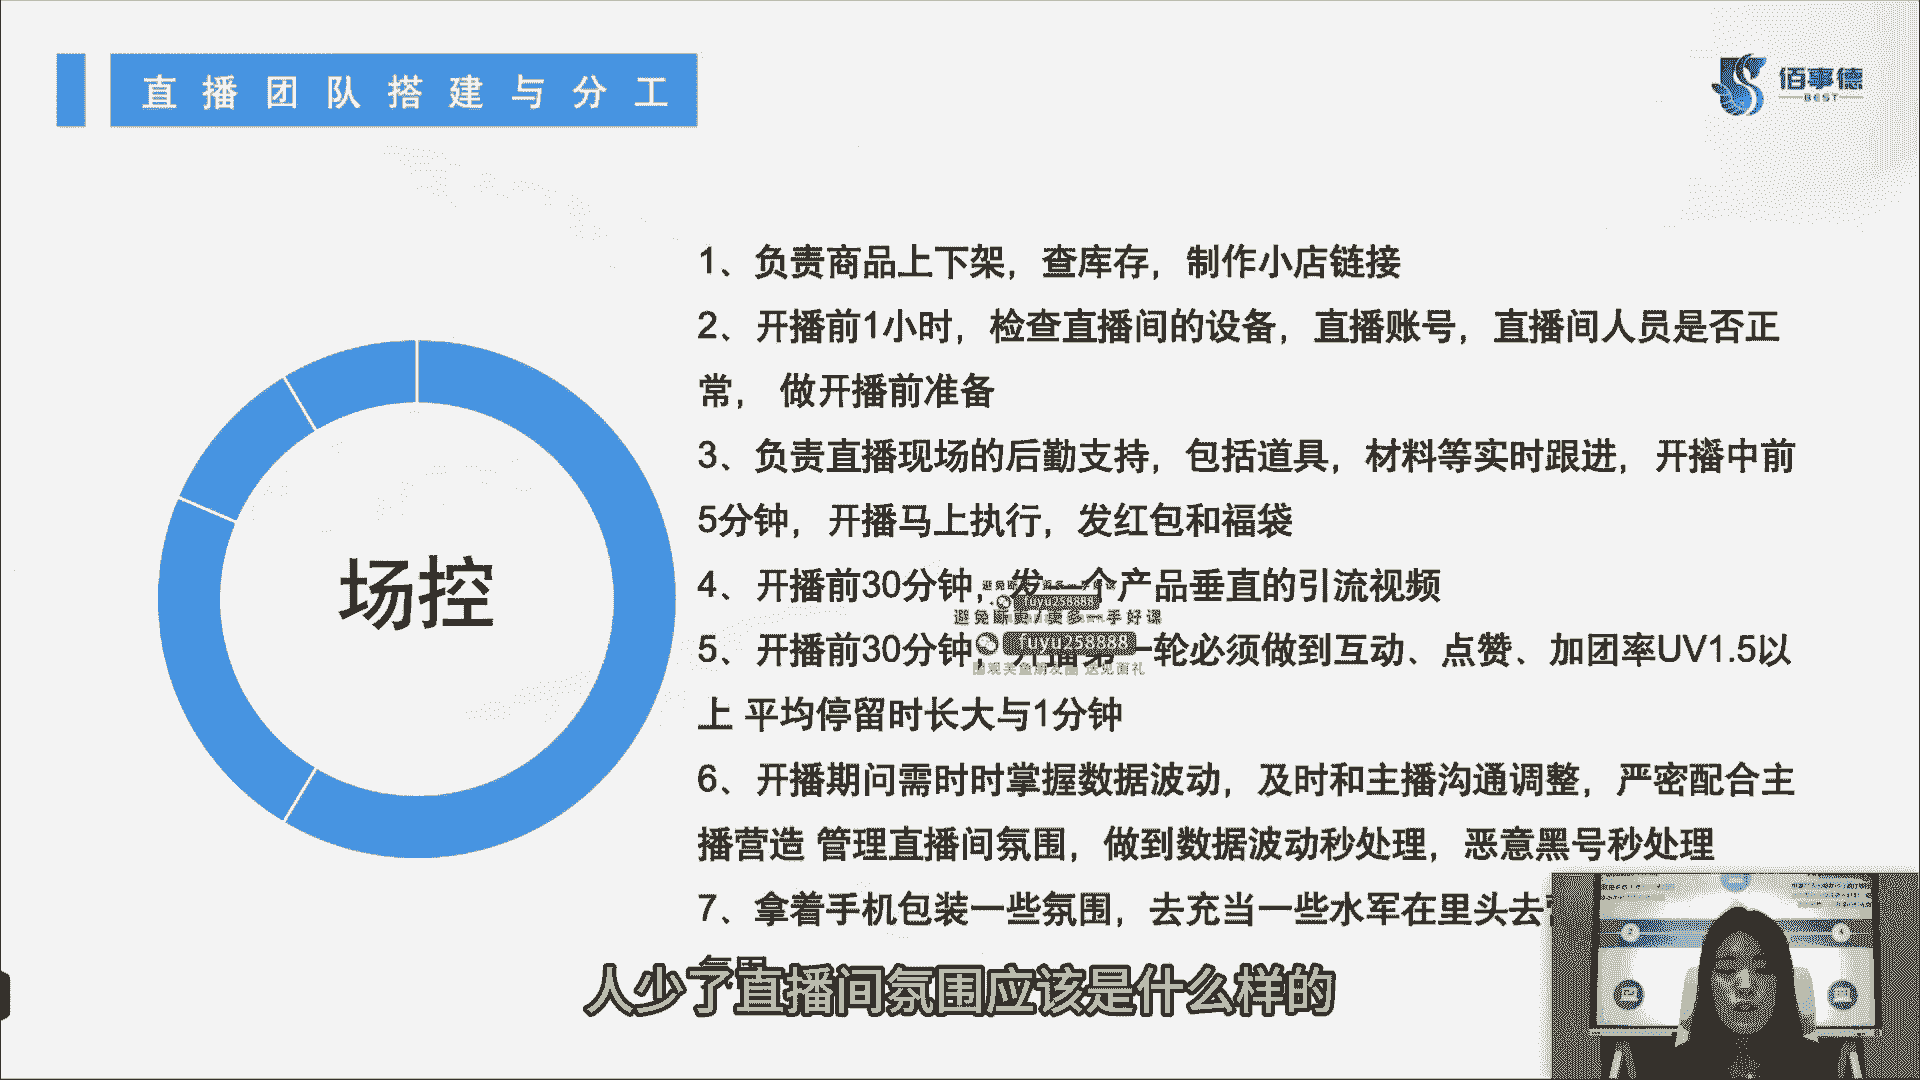 直播团队搭建与分工
佰事德
BEST
1、负责商品上下架，查库存，制作小店链接
2、开播前1小时，检查直播间的设备，直播账号，直播间人员是否正
常， 做开播前准备
3、负责直播现场的后勤支持，包括道具，材料等实时跟进，开播中前
5分钟，开播马上执行，发红包和福袋
场控
4、开播前30分钟，发一个产品垂直的引流视频
避免断更/更多一手好课
fuyu258888
5、开播前30分钟 一轮必须做到互动、点赞、加团率UV1.5以
上 平均停留时长大与1分钟
6、开播期问需时时掌握数据波动，及时和主播沟通调整，严密配合主
播营造 管理直播间氛围，做到数据波动秒处理，恶意黑号秒处理
7、拿着手机包装一些氛围，去充当一些水军在里头去
人少了直播间氛围应该是什么样的